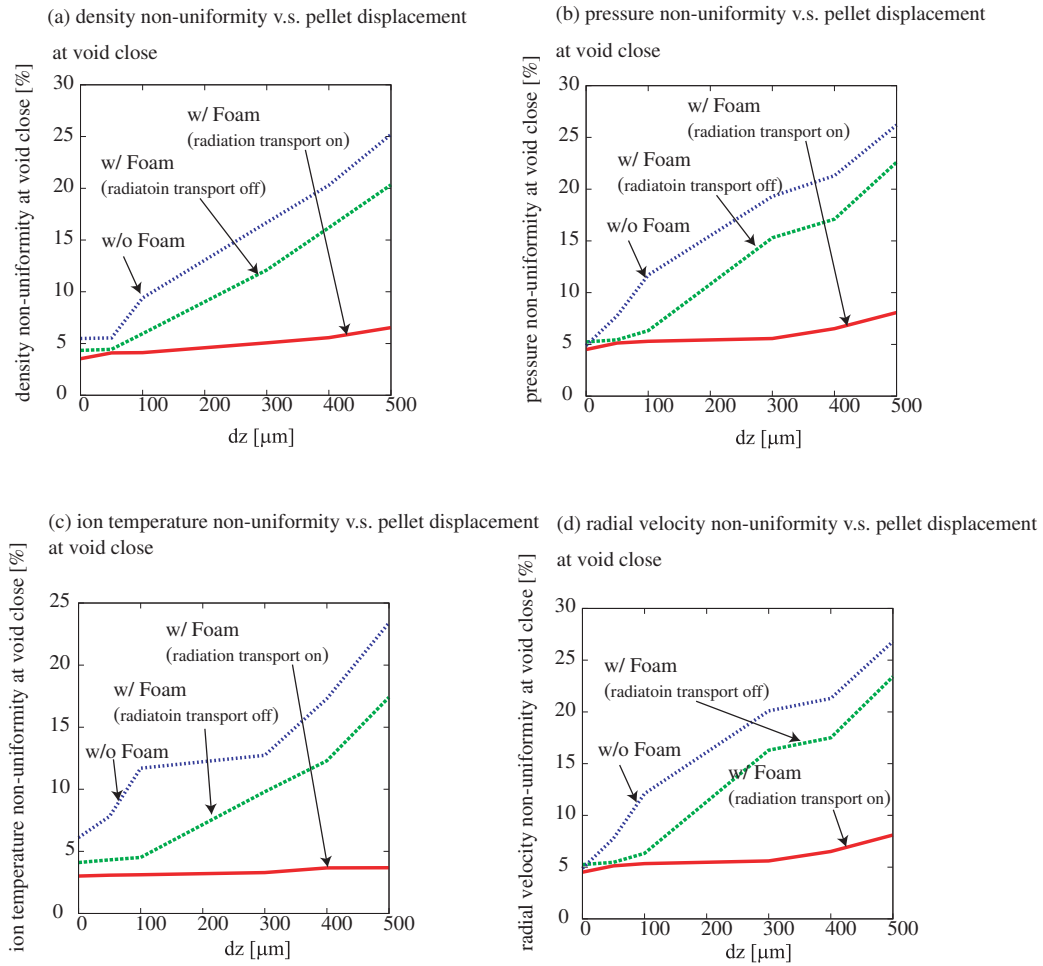 (a) density non-uniformity v.s. pellet displacement
at void close
density non-uniformity at void close [%]
30
25
20
15
10
5
0
w/ Foam
(radiation transport on)
w/ Foam
(radiatoin transport off)
w/o Foam
0 100 200 300 400 500
dz [μm]
(b) pressure non-uniformity v.s. pellet displacement
at void close
pressure non-uniformity at void close [%]
30
25
20
15
10
5
0
w/ Foam
(radiation transport on)
w/ Foam
(radiatoin transport off)
w/o Foam
0 100 200 300 400 500
dz [μm]
(c) ion temperature non-uniformity v.s. pellet displacement
at void close
ion temperature non-uniformity at void close [%]
25
20
15
10
5
0
w/ Foam
(radiation transport on)
w/ Foam
(radiatoin transport off)
w/o Foam
0 100 200 300 400 500
dz [μm]
(d) radial velocity non-uniformity v.s. pellet displacement
at void close
radial velocity non-uniformity at void close [%]
30
25
20
15
10
5
0
w/ Foam
(radiatoin transport off)
w/o Foam
w/ Foam
(radiation transport on)
0 100 200 300 400 500
dz [μm]